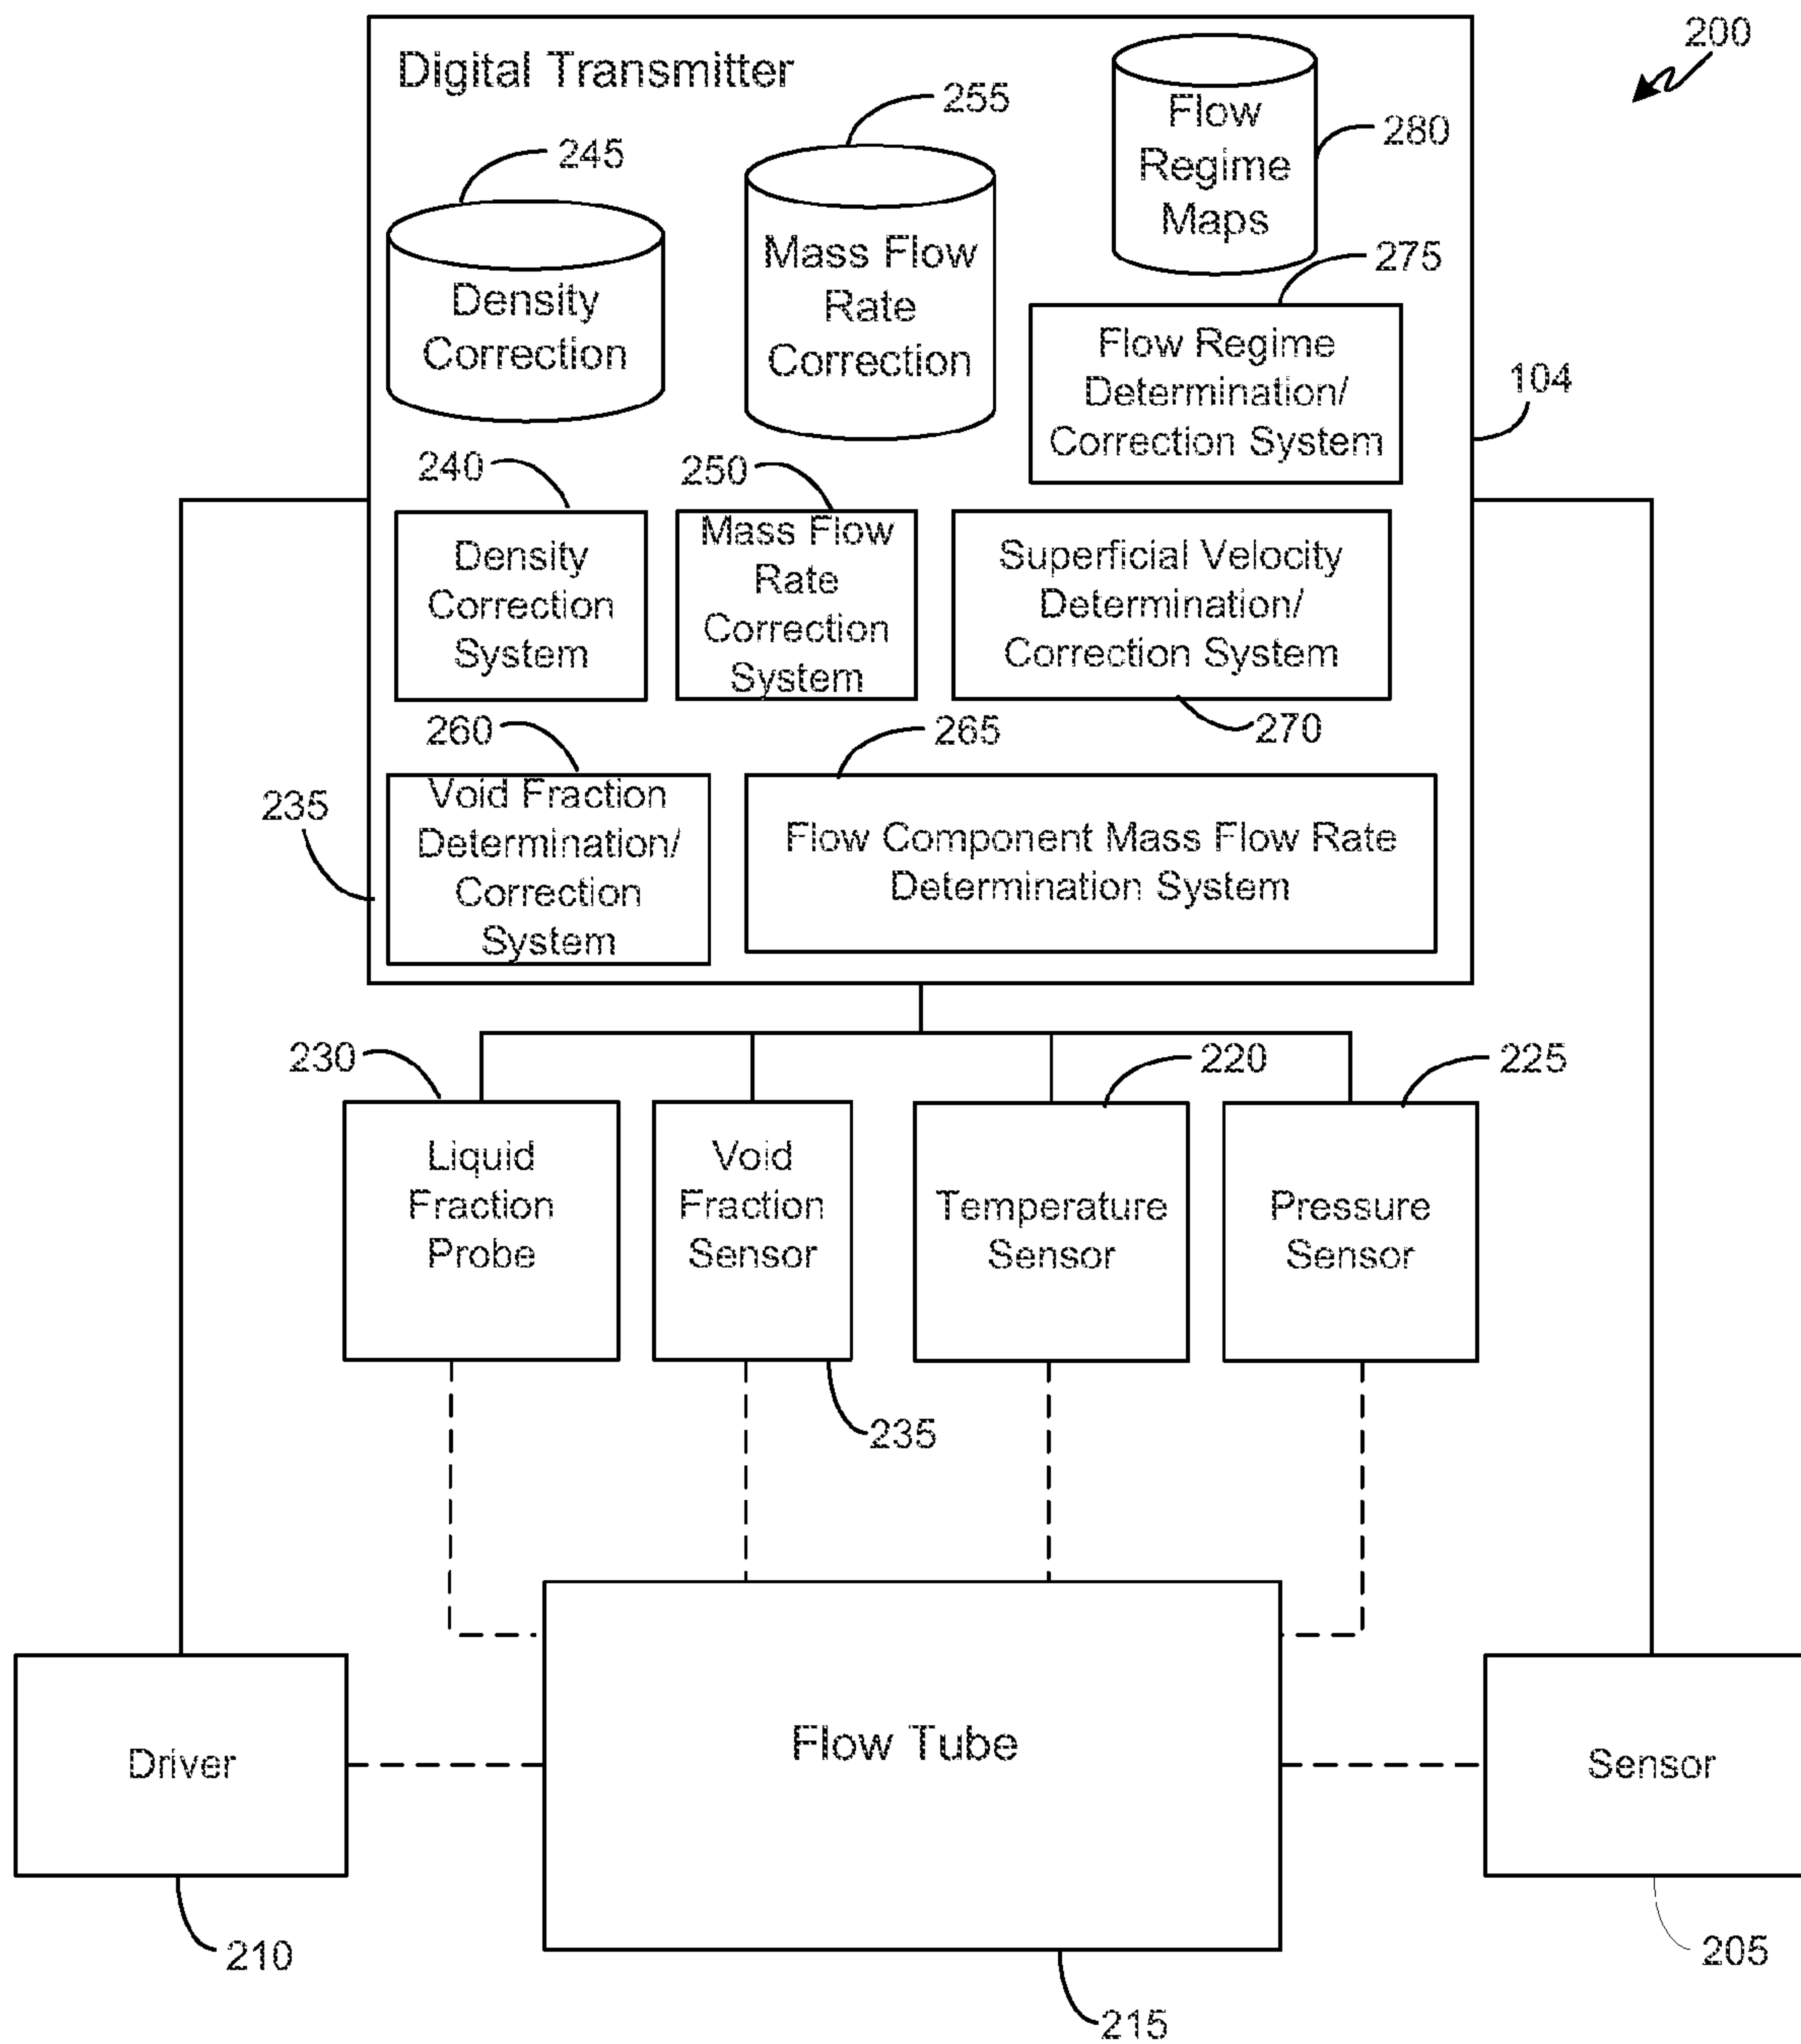 200
Digital Transmitter
255
245
Flow
Regime
Maps
280
Density
Correction
Mass Flow
Rate
Correction
275
Flow Regime
Determination/
Correction System
104
240
250
Density
Correction
System
Mass Flow
Rate
Correction
System
Superficial Velocity
Determination/
Correction System
260
265
270
235
Void Fraction
Determination/
Correction
System
Flow Component Mass Flow Rate
Determination System
230
220
225
Liquid
Fraction
Probe
Void
Fraction
Sensor
Temperature
Sensor
Pressure
Sensor
235
Driver
Flow Tube
Sensor
210
205
215